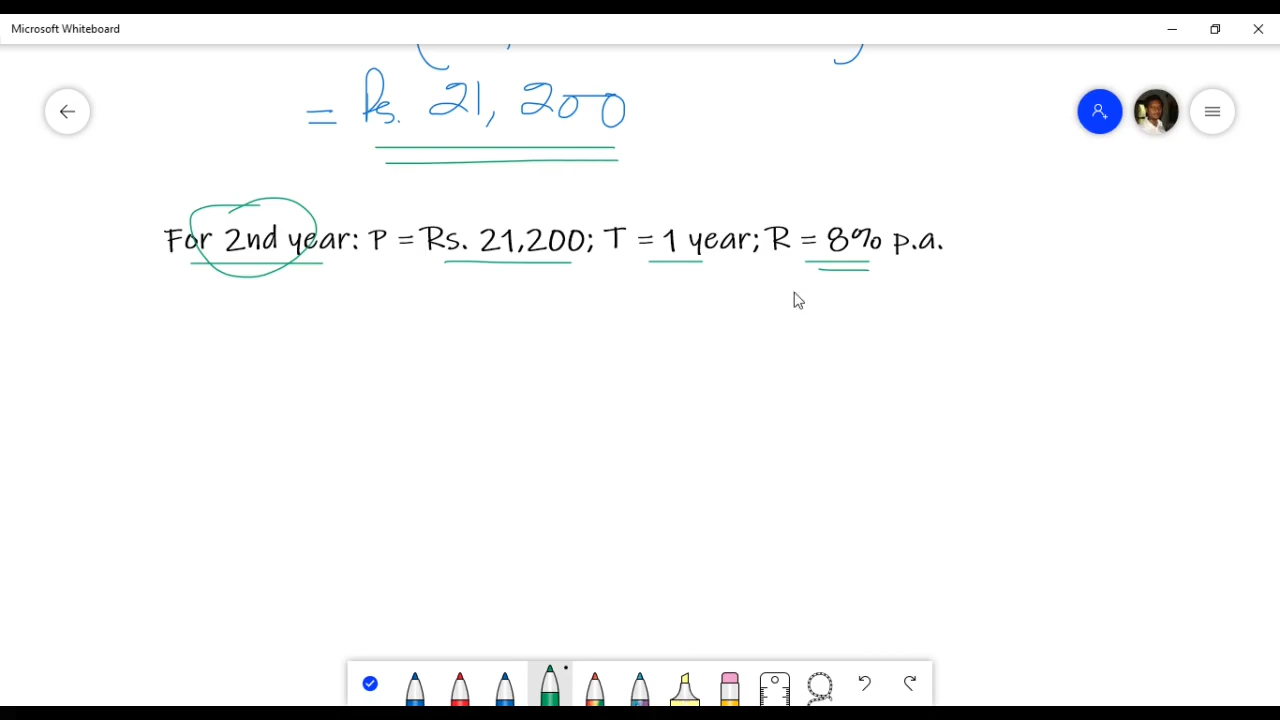 Microsoft Whiteboard
= Rs. 21,200
For 2nd year: P = Rs. 21,200; T = 1 year; R = 8% p.a.